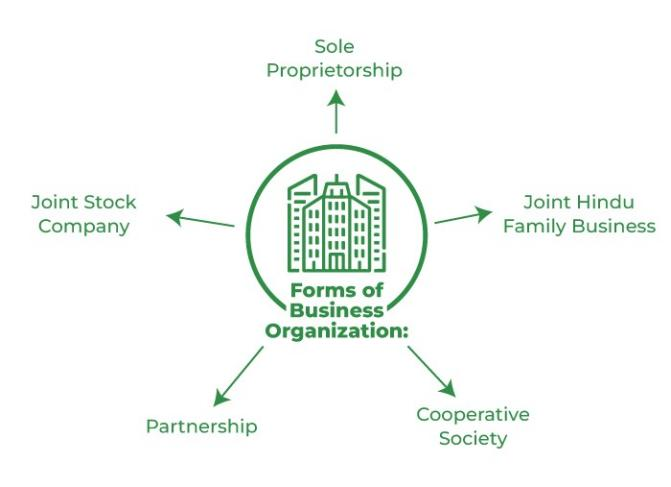 Sole
Proprietorship
Joint Stock
Company
Joint Hindu
Family Business
Forms of
Business
Organization:
Partnership
Cooperative
Society